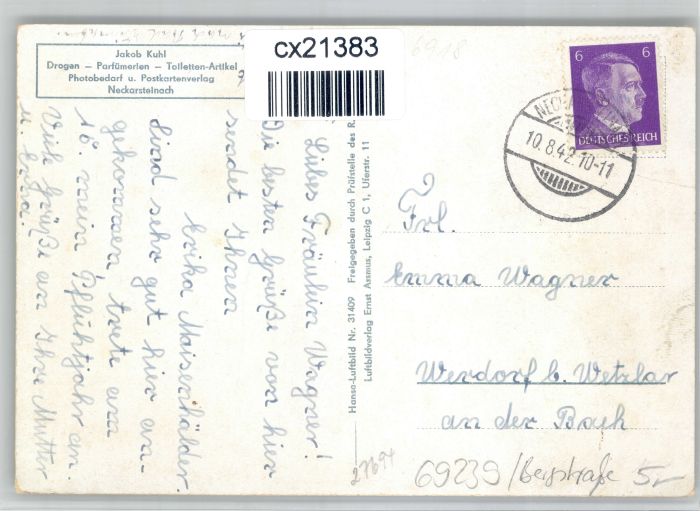 cx21383
6918
Jakob Kuhl
Drogen — Parfümerien — Toiletten-Artikel
Photobedarf u. Postkartenverlag
Neckarsteinach
Liebes Fräulein Wagner!
Die besten Grüße von hier
sendet Ihnen
Erika Maisenhälder.
Sind sehr gut hier an-
gekommen trete am
16. mein Pflichtjahr an.
Viele Grüße an Ihre Mutter
u.
Hansa-Luftbild Nr. 31409 Freigegeben durch Prüfstelle des R.
Luftbildverlag Ernst Assmus, Leipzig C 1, Uferstr. 11
6 6
DEUTSCHES REICH
10.8.42.10-11
Frl.
Emma Wagner
Werdorf b. Wetzlar
an der Bach
27694
69239/Bergstraße 5,-